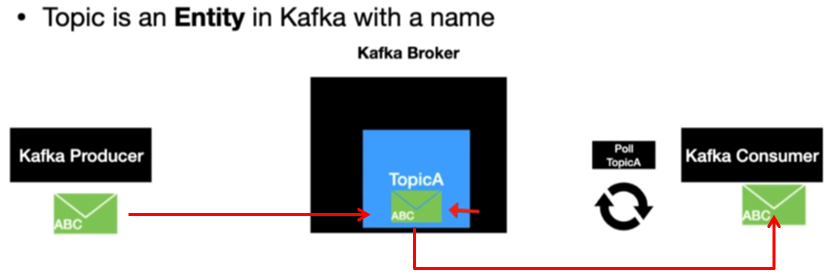 • Topic is an Entity in Kafka with a name
Kafka Broker
Kafka Producer
ABC
TopicA
ABC
Poll
TopicA
Kafka Consumer
ABC